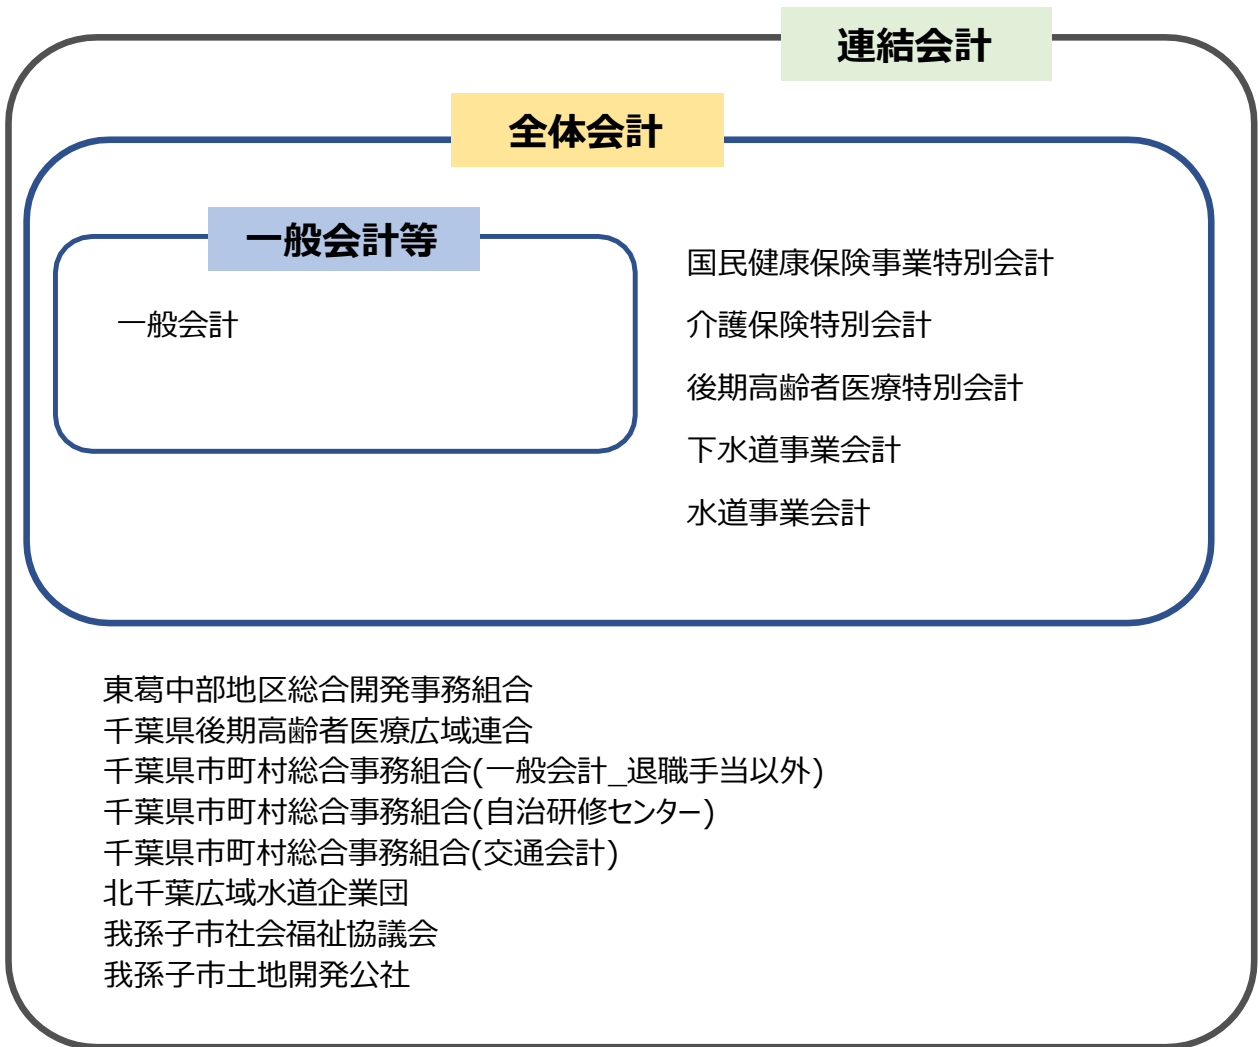 連結会計
全体会計
一般会計等
一般会計
国民健康保険事業特別会計
介護保険特別会計
後期高齢者医療特別会計
下水道事業会計
水道事業会計
東葛中部地区総合開発事務組合
千葉県後期高齢者医療広域連合
千葉県市町村総合事務組合(一般会計_退職手当以外)
千葉県市町村総合事務組合(自治研修センター)
千葉県市町村総合事務組合(交通会計)
北千葉広域水道企業団
我孫子市社会福祉協議会
我孫子市土地開発公社